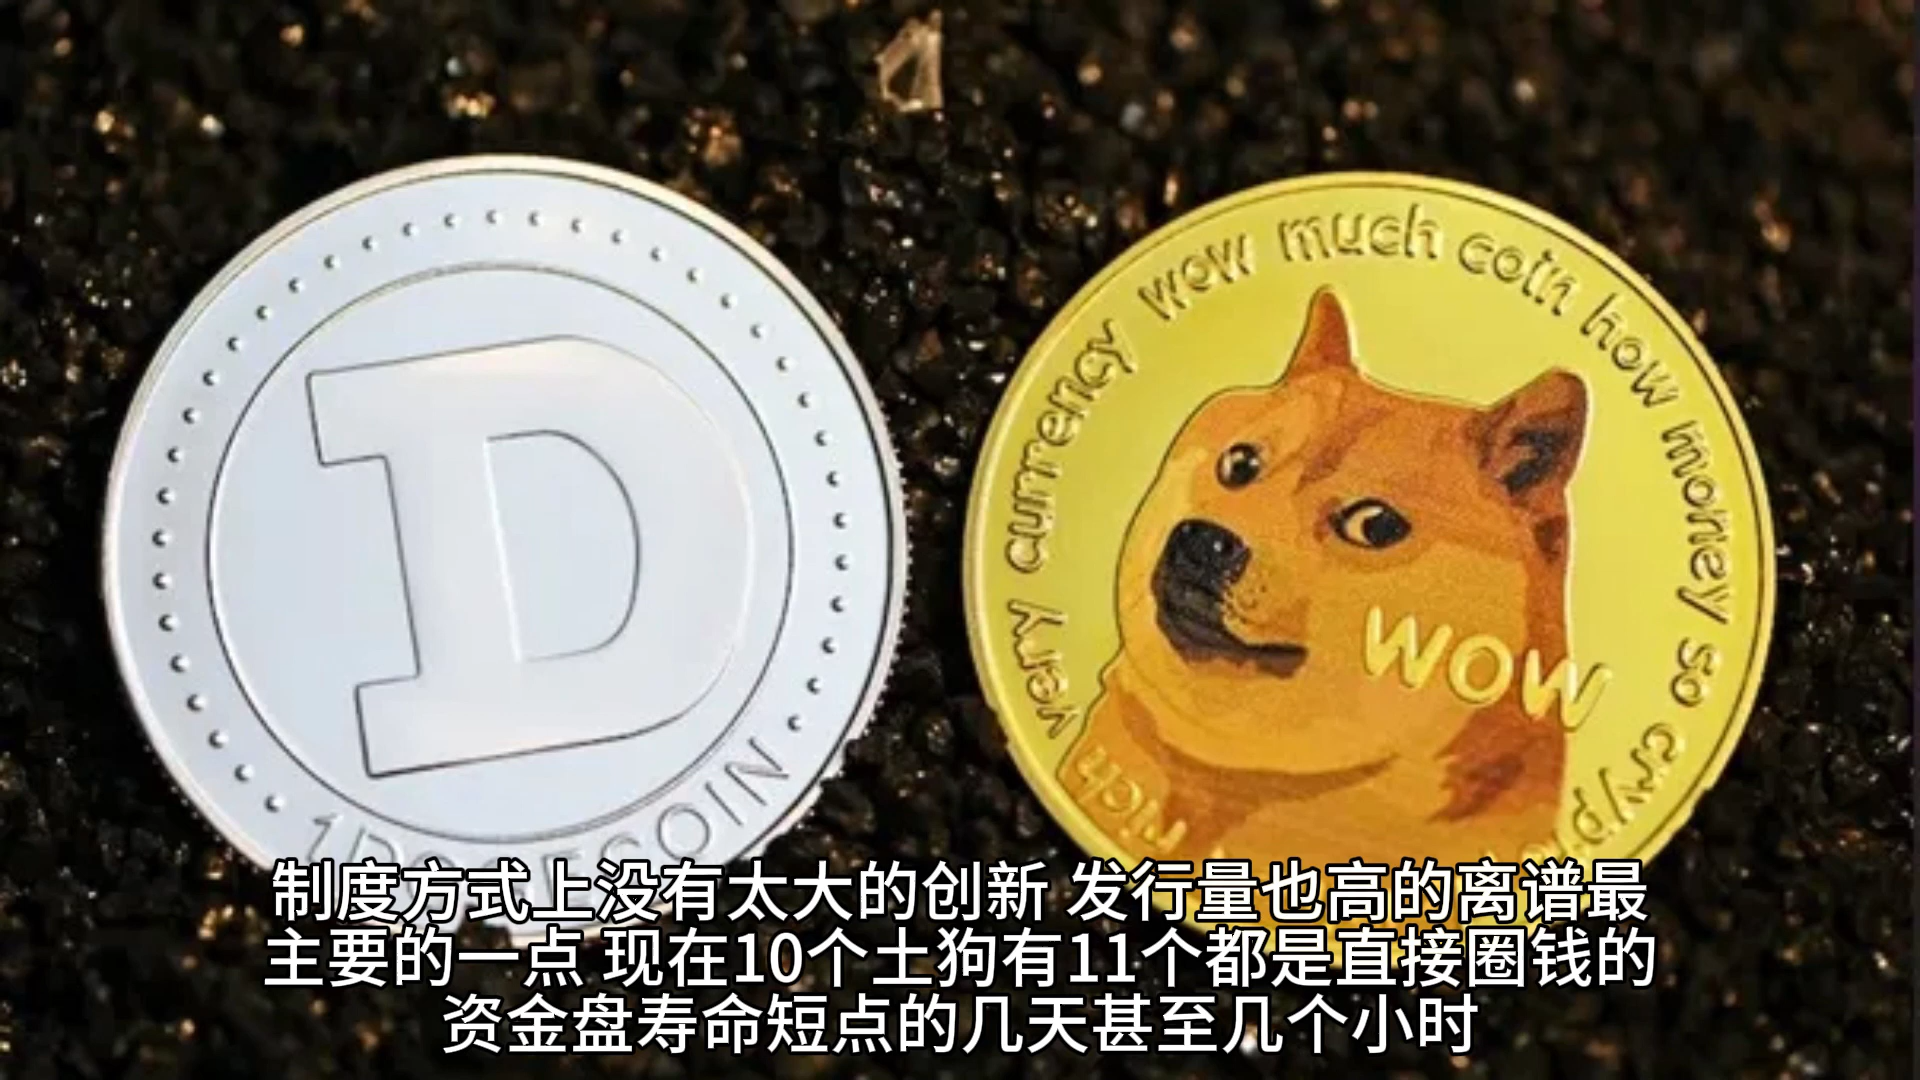 D
1 DOGECOIN
very currency wow much coin how money so crypto
rich
wow
制度方式上没有太大的创新 发行量也高的离谱最
主要的一点 现在10个土狗有11个都是直接圈钱的
资金盘寿命短点的几天甚至几个小时